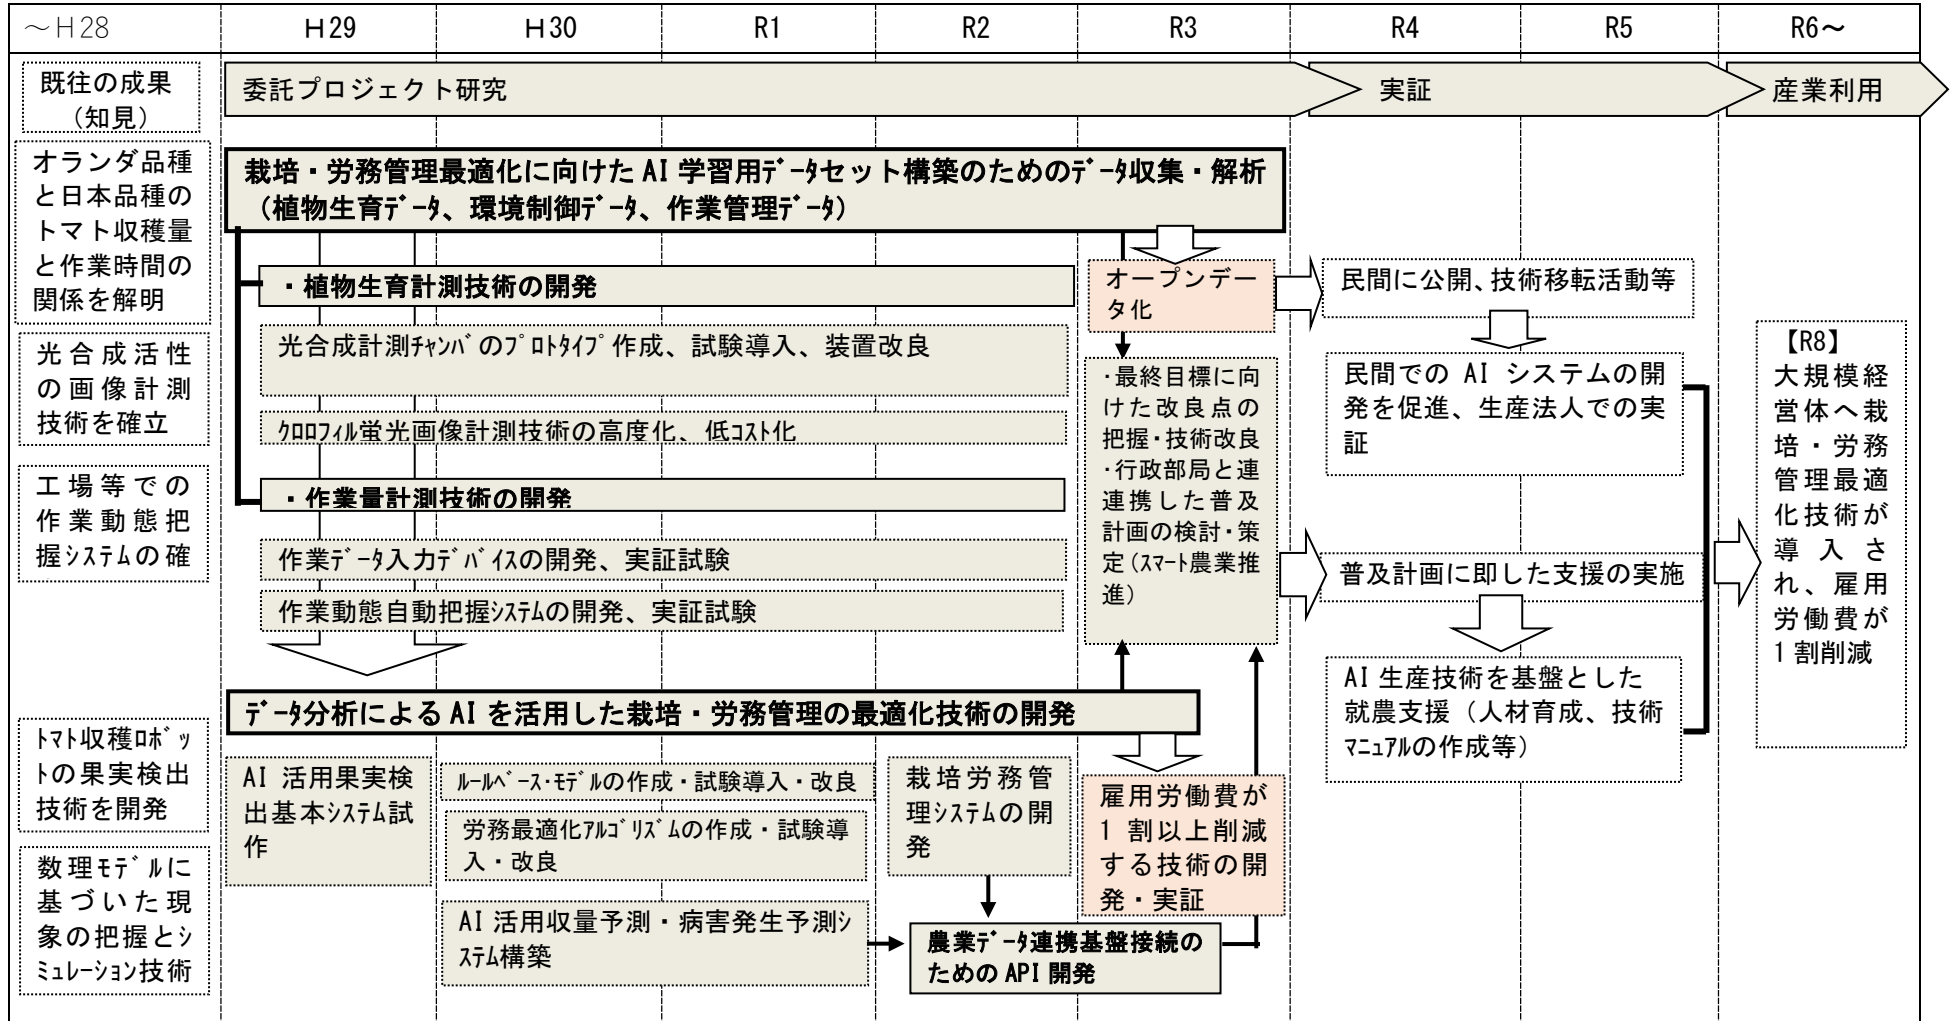 ～H28 H29 H30 R1 R2 R3 R4 R5 R6～
既往の成果
（知見）
委託プロジェクト研究
実証
産業利用
オランダ品種
と日本品種の
トマト収穫量
と作業時間の
関係を解明
光合成活性
の画像計測
技術を確立
工場等での
作業動態把
握ｼｽﾃﾑの確
ﾄﾏﾄ収穫ﾛﾎﾞｯ
ﾄの果実検出
技術を開発
数理ﾓﾃﾞﾙに
基づいた現
象の把握とｼ
ﾐｭﾚｰｼｮﾝ技術
栽培・労務管理最適化に向けた AI 学習用ﾃﾞｰﾀセット構築のためのﾃﾞｰﾀ収集・解析
（植物生育ﾃﾞｰﾀ、環境制御ﾃﾞｰﾀ、作業管理ﾃﾞｰﾀ）
・植物生育計測技術の開発
光合成計測ﾁｬﾝﾊﾞのﾌﾟﾛﾄﾀｲﾌﾟ作成、試験導入、装置改良
ｸﾛﾛﾌｨﾙ蛍光画像計測技術の高度化、低ｺｽﾄ化
・作業量計測技術の開発
作業ﾃﾞｰﾀ入力ﾃﾞﾊﾞｲｽの開発、実証試験
作業動態自動把握ｼｽﾃﾑの開発、実証試験
ﾃﾞｰﾀ分析による AI を活用した栽培・労務管理の最適化技術の開発
AI 活用果実検
出基本ｼｽﾃﾑ試
作
ﾙｰﾙﾍﾞｰｽ･ﾓﾃﾞﾙの作成・試験導入・改良
労務最適化ｱﾙｺﾞﾘｽﾞﾑの作成・試験導
入・改良
AI 活用収量予測・病害発生予測ｼ
ｽﾃﾑ構築
栽培労務管
理ｼｽﾃﾑの開
発
農業ﾃﾞｰﾀ連携基盤接続の
ための API 開発
オープンデー
タ化
・最終目標に向
けた改良点の
把握・技術改良
・行政部局と連
連携した普及
計画の検討・策
定（ｽﾏｰﾄ農業推
進）
雇用労働費が
1 割以上削減
する技術の開
発・実証
民間に公開、技術移転活動等
民間での AI システムの開
発を促進、生産法人での実
証
普及計画に即した支援の実施
AI 生産技術を基盤とした
就農支援（人材育成、技術
ﾏﾆｭｱﾙの作成等）
【R8】
大規模経
営体へ栽
培・労務
管理最適
化技術が
導入さ
れ、雇用
労働費が
1 割削減